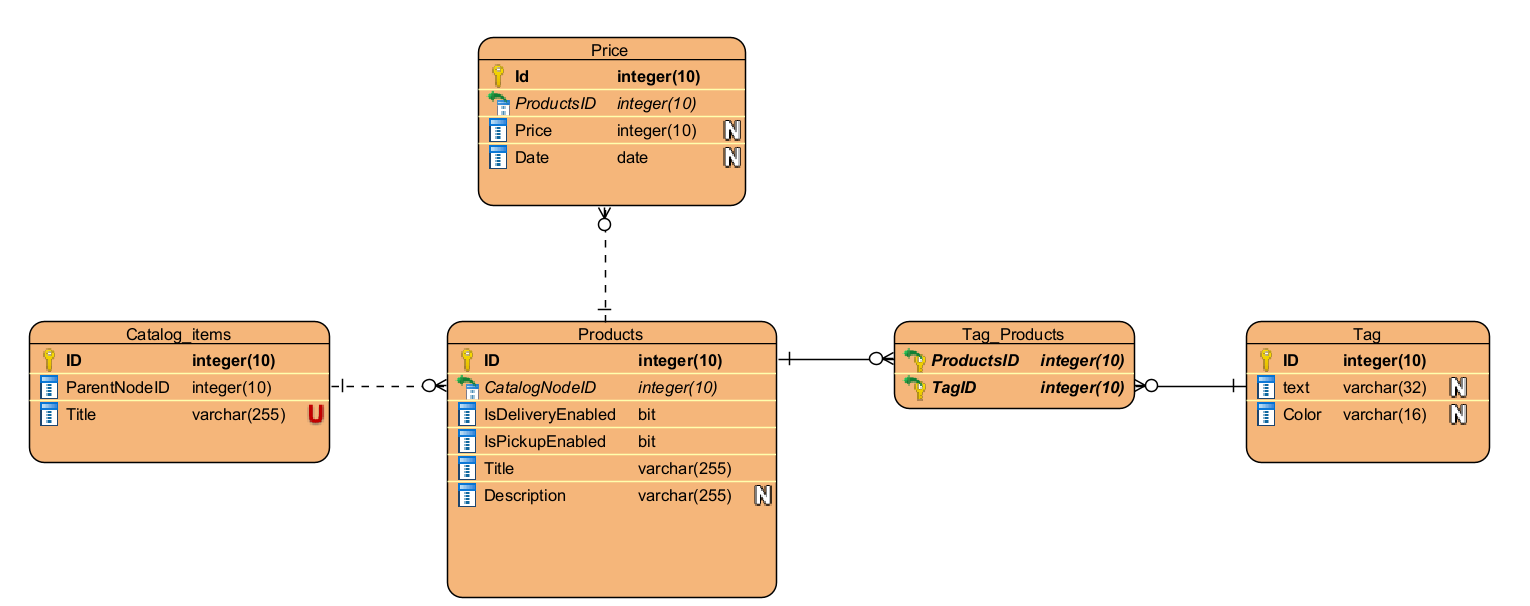 Price
Id integer(10)
ProductsID integer(10)
Price integer(10) N
Date date N
Catalog_items
ID integer(10)
ParentNodeID integer(10)
Title varchar(255) U
Products
ID integer(10)
CatalogNodeID integer(10)
IsDeliveryEnabled bit
IsPickupEnabled bit
Title varchar(255)
Description varchar(255) N
Tag_Products
ProductsID integer(10)
TagID integer(10)
Tag
ID integer(10)
text varchar(32) N
Color varchar(16) N